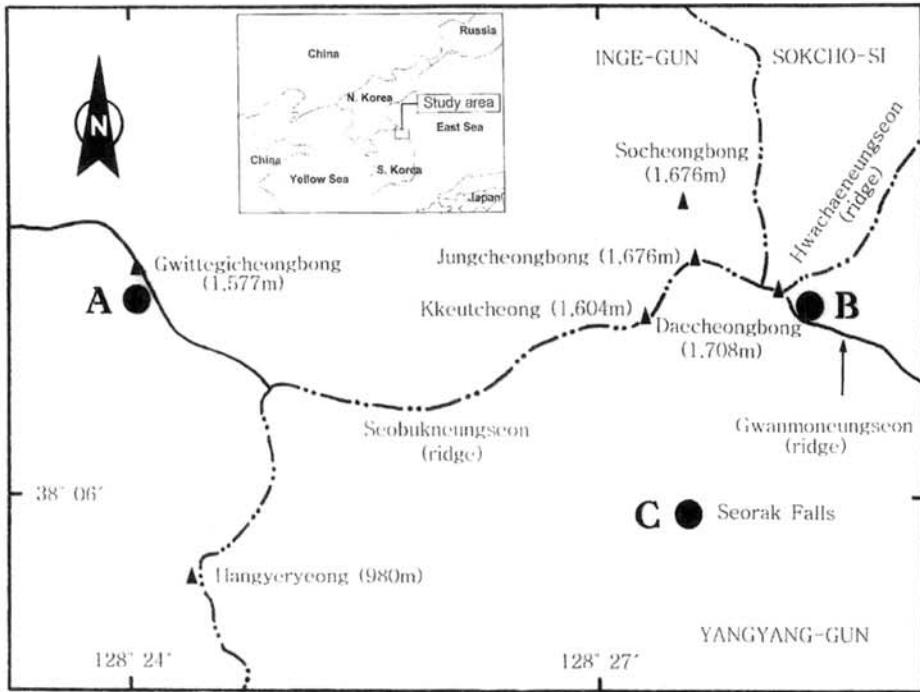 Russia
China
N. Korea
Study area
East Sea
China
Yellow Sea
S. Korea
Japan
N
INGE-GUN
SOKCHO-SI
Socheongbong
(1,676m)
Hwachaeneungseon
(ridge)
Gwittegicheongbong
(1,577m)
Jungcheongbong (1,676m)
A
B
Kkeutcheong (1,604m)
Daecheongbong
(1,708m)
Seobukneungseon
(ridge)
Gwanmoneungseon
(ridge)
38° 06′
C
Seorak Falls
Hangyeryeong (980m)
YANGYANG-GUN
128° 24′
128° 27′